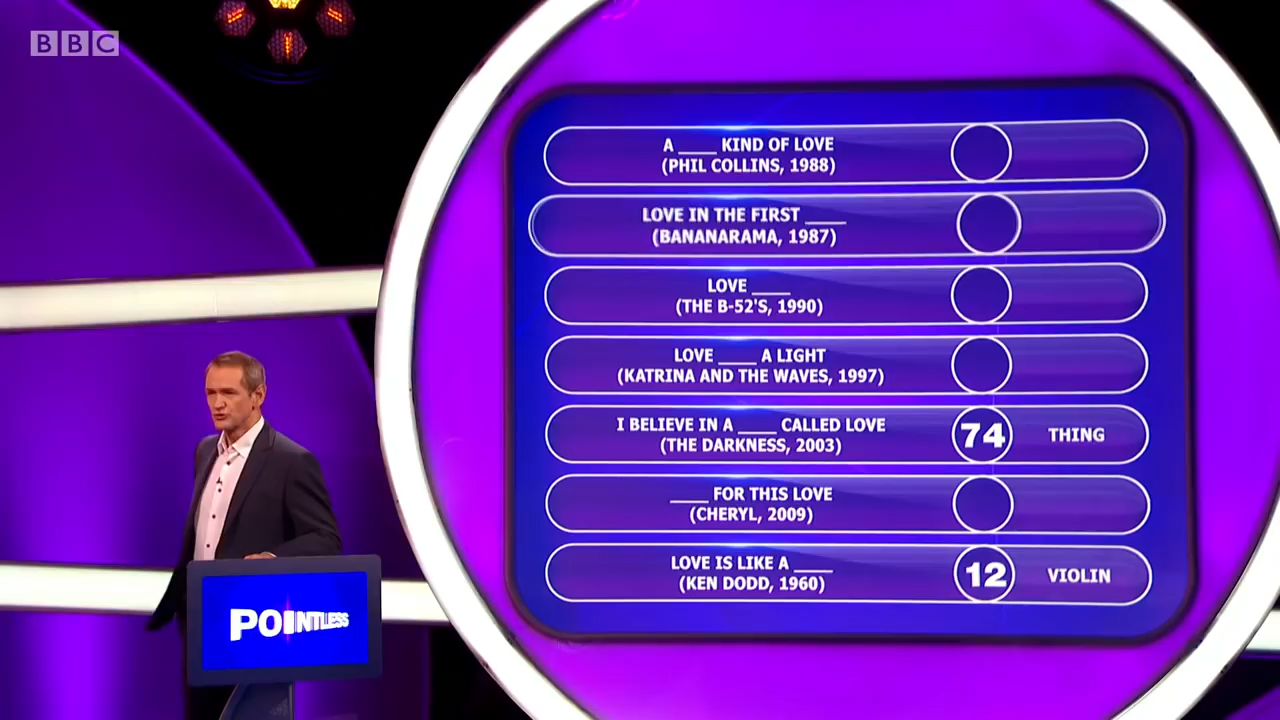 BBC
A ____ KIND OF LOVE
(PHIL COLLINS, 1988)
LOVE IN THE FIRST ____
(BANANARAMA, 1987)
LOVE ____
(THE B-52'S, 1990)
LOVE ____ A LIGHT
(KATRINA AND THE WAVES, 1997)
I BELIEVE IN A ____ CALLED LOVE
(THE DARKNESS, 2003)
74
THING
____ FOR THIS LOVE
(CHERYL, 2009)
LOVE IS LIKE A ____
(KEN DODD, 1960)
12
VIOLIN
POINTLESS